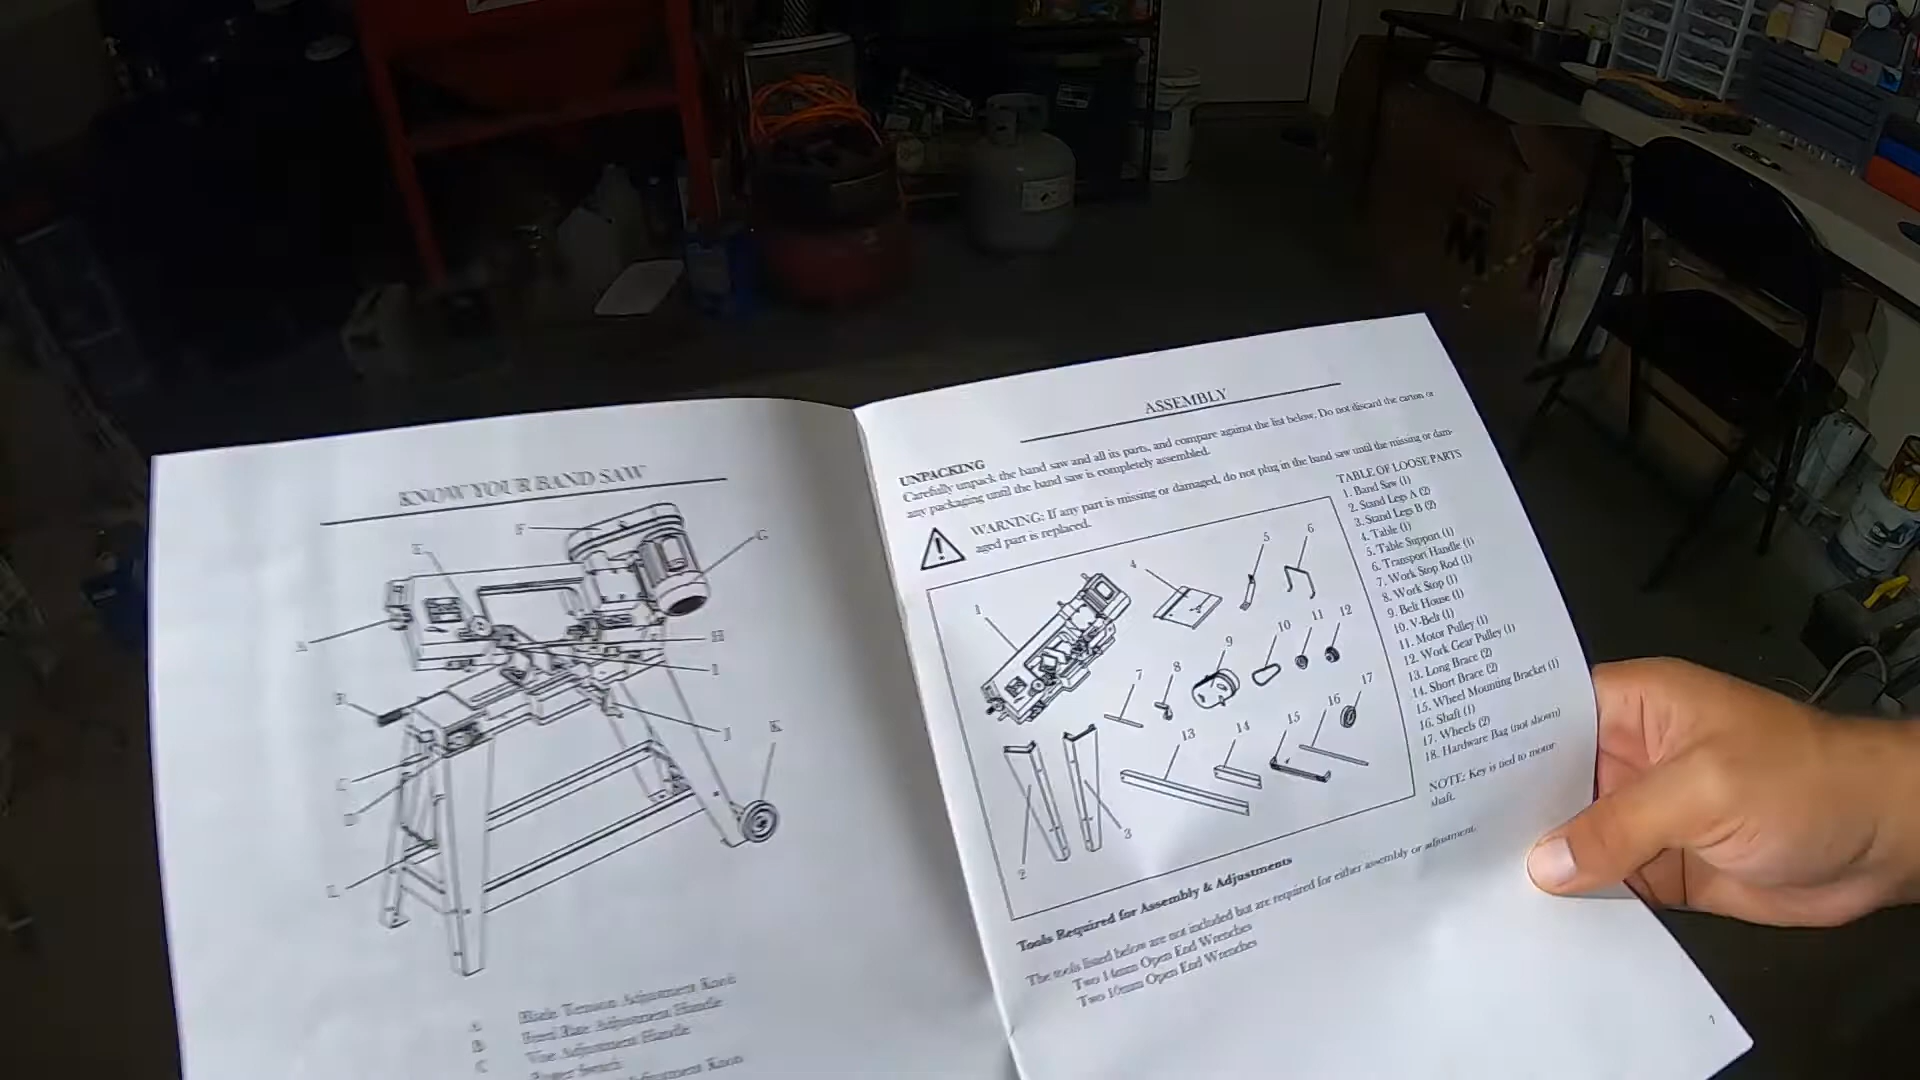 KNOW YOUR BAND SAW
F
E
G
A
H
I
B
J
K
C
D
L
A Blade Tension Adjustment Knob
B Feed Rate Adjustment Handle
C Vise Adjustment Handle
Power Switch
Adjustment Knob
ASSEMBLY
UNPACKING
Carefully unpack the band saw and all its parts, and compare against the list below. Do not discard the carton or
any packaging until the band saw is completely assembled.
WARNING: If any part is missing or damaged, do not plug in the band saw until the missing or dam-
aged part is replaced.
1
4
5
6
7
8
9
10
11
12
13
14
15
16
17
2
3
TABLE OF LOOSE PARTS
1. Band Saw (1)
2. Stand Legs A (2)
3. Stand Legs B (2)
4. Table (1)
5. Table Support (1)
6. Transport Handle (1)
7. Work Stop Rod (1)
8. Work Stop (1)
9. Belt House (1)
10. V-Belt (1)
11. Motor Pulley (1)
12. Work Gear Pulley (1)
13. Long Brace (2)
14. Short Brace (2)
15. Wheel Mounting Bracket (1)
16. Shaft (1)
17. Wheels (2)
18. Hardware Bag (not shown)
NOTE: Key is tied to motor
shaft.
Tools Required for Assembly & Adjustments
The tools listed below are not included but are required for either assembly or adjustment.
Two 14mm Open End Wrenches
Two 10mm Open End Wrenches
7